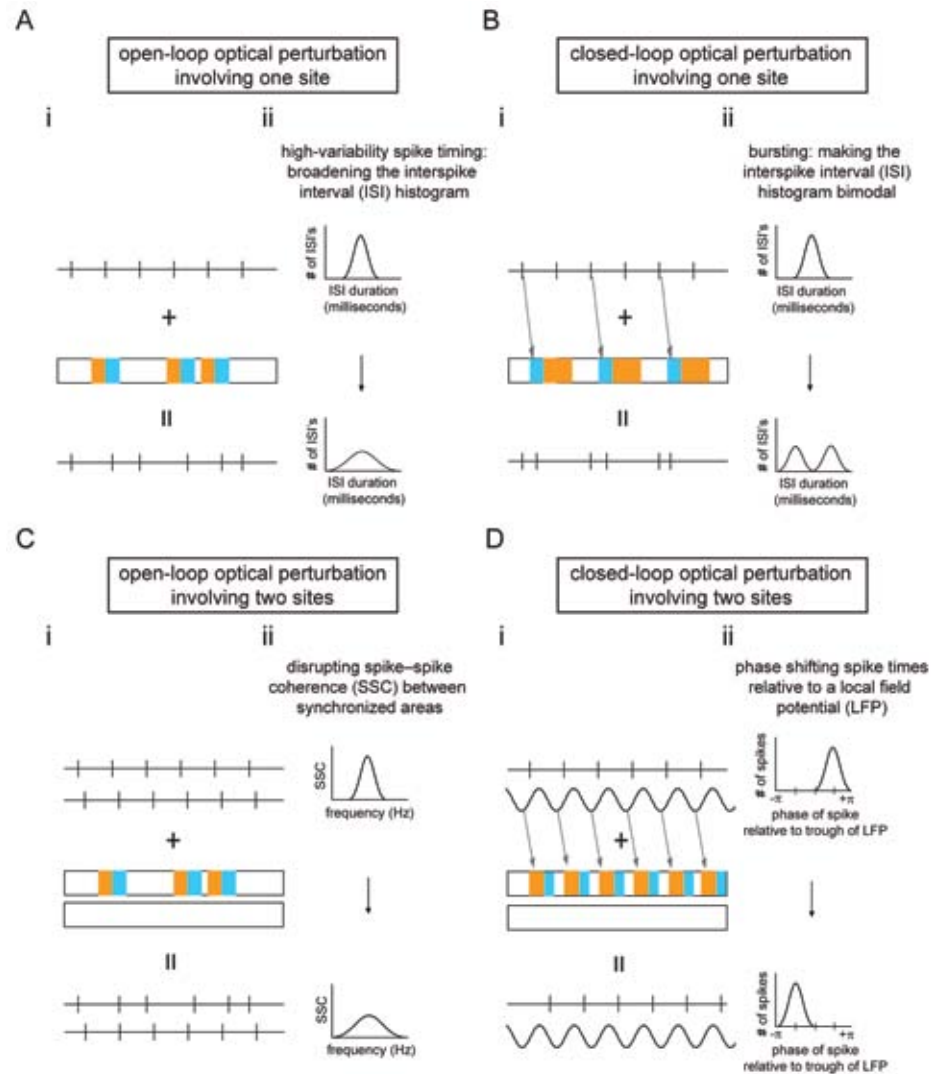 A
open-loop optical perturbation
involving one site
i
ii
high-variability spike timing:
broadening the interspike
interval (ISI) histogram
# of ISI's
ISI duration
(milliseconds)
+
=
# of ISI's
ISI duration
(milliseconds)
B
closed-loop optical perturbation
involving one site
i
ii
bursting: making the
interspike interval (ISI)
histogram bimodal
# of ISI's
ISI duration
(milliseconds)
+
=
# of ISI's
ISI duration
(milliseconds)
C
open-loop optical perturbation
involving two sites
i
ii
disrupting spike–spike
coherence (SSC) between
synchronized areas
SSC
frequency (Hz)
+
=
SSC
frequency (Hz)
D
closed-loop optical perturbation
involving two sites
i
ii
phase shifting spike times
relative to a local field
potential (LFP)
# of spikes
-π +π
phase of spike
relative to trough of LFP
+
=
# of spikes
-π +π
phase of spike
relative to trough of LFP